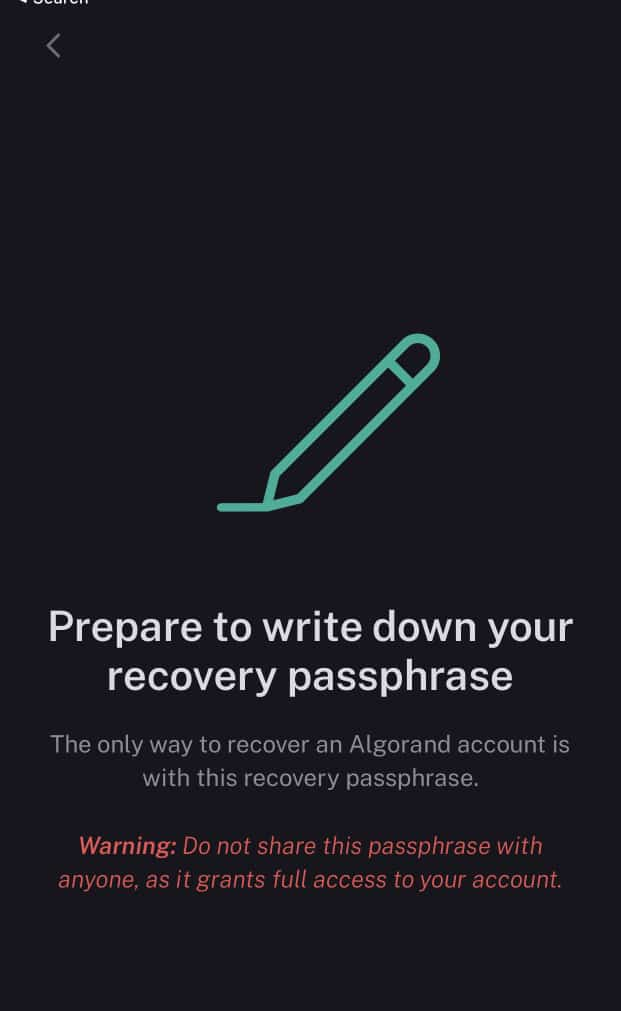 Search
Prepare to write down your
recovery passphrase
The only way to recover an Algorand account is
with this recovery passphrase.
Warning: Do not share this passphrase with
anyone, as it grants full access to your account.